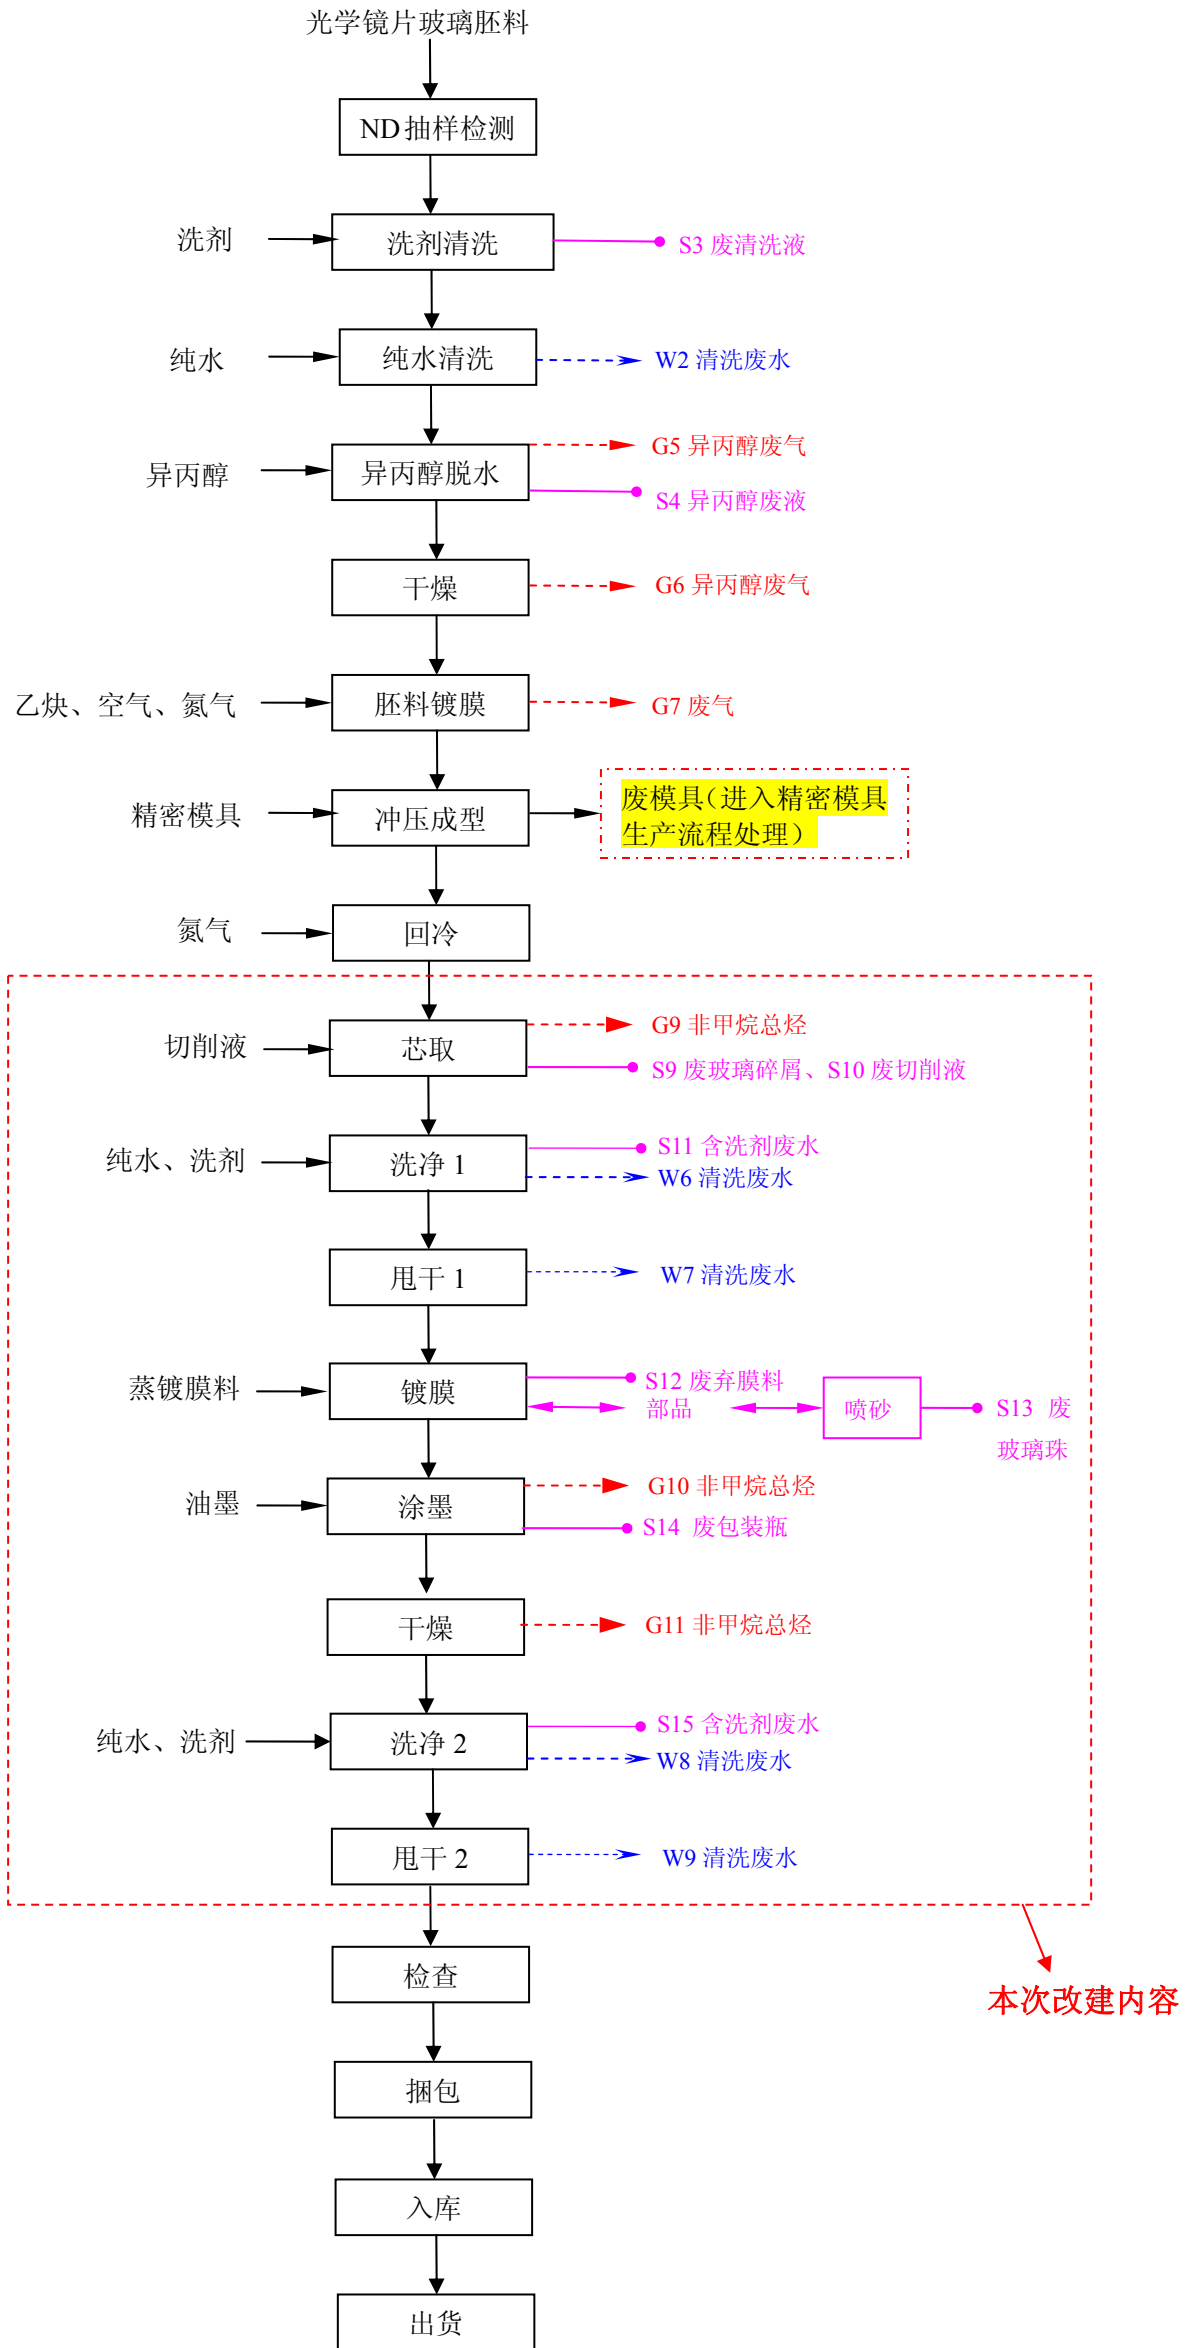 光学镜片玻璃胚料
ND抽样检测
洗剂
洗剂清洗
S3 废清洗液
纯水
纯水清洗
W2 清洗废水
异丙醇
异丙醇脱水
G5 异丙醇废气
S4 异丙醇废液
干燥
G6 异丙醇废气
乙炔、空气、氮气
胚料镀膜
G7 废气
精密模具
冲压成型
废模具(进入精密模具
生产流程处理)
氮气
回冷
切削液
芯取
G9 非甲烷总烃
S9 废玻璃碎屑、S10 废切削液
纯水、洗剂
洗净 1
S11 含洗剂废水
W6 清洗废水
甩干 1
W7 清洗废水
蒸镀膜料
镀膜
S12 废弃膜料
部品
喷砂
S13 废
玻璃珠
油墨
涂墨
G10 非甲烷总烃
S14 废包装瓶
干燥
G11 非甲烷总烃
纯水、洗剂
洗净 2
S15 含洗剂废水
W8 清洗废水
甩干 2
W9 清洗废水
检查
本次改建内容
捆包
入库
出货